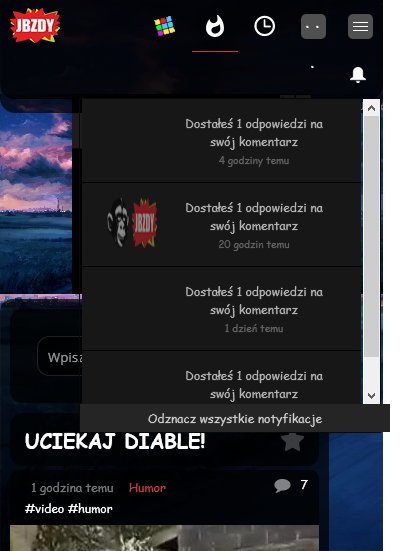 JBZDY
Dostałeś 1 odpowiedzi na
swój komentarz
4 godziny temu
JBZDY
Dostałeś 1 odpowiedzi na
swój komentarz
20 godzin temu
Dostałeś 1 odpowiedzi na
swój komentarz
1 dzień temu
Dostałeś 1 odpowiedzi na
swój komentarz
Wpisz
Odznacz wszystkie notyfikacje
UCIEKAJ DIABLE!
1 godzina temu Humor 7
#video #humor